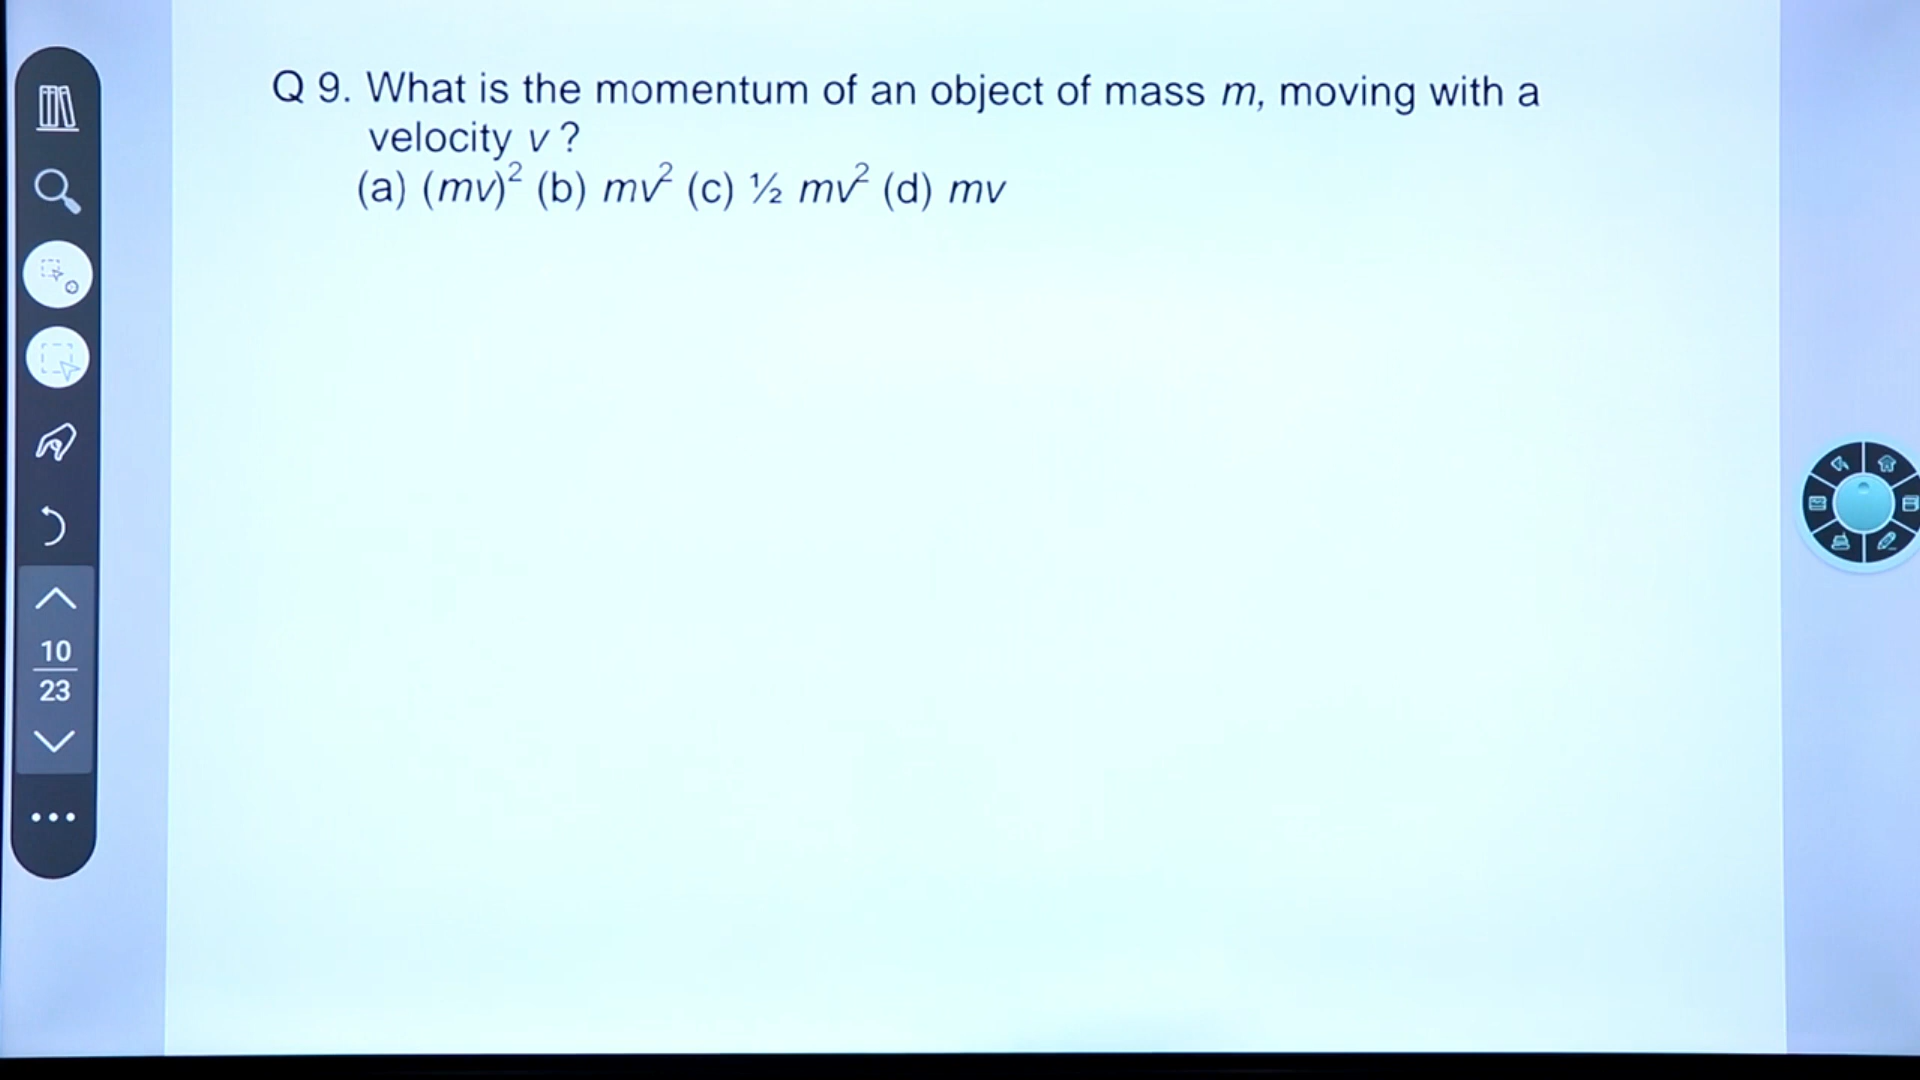 Q 9. What is the momentum of an object of mass m, moving with a
velocity v ?
(a) (mv)² (b) mv² (c) ½ mv² (d) mv
10
23